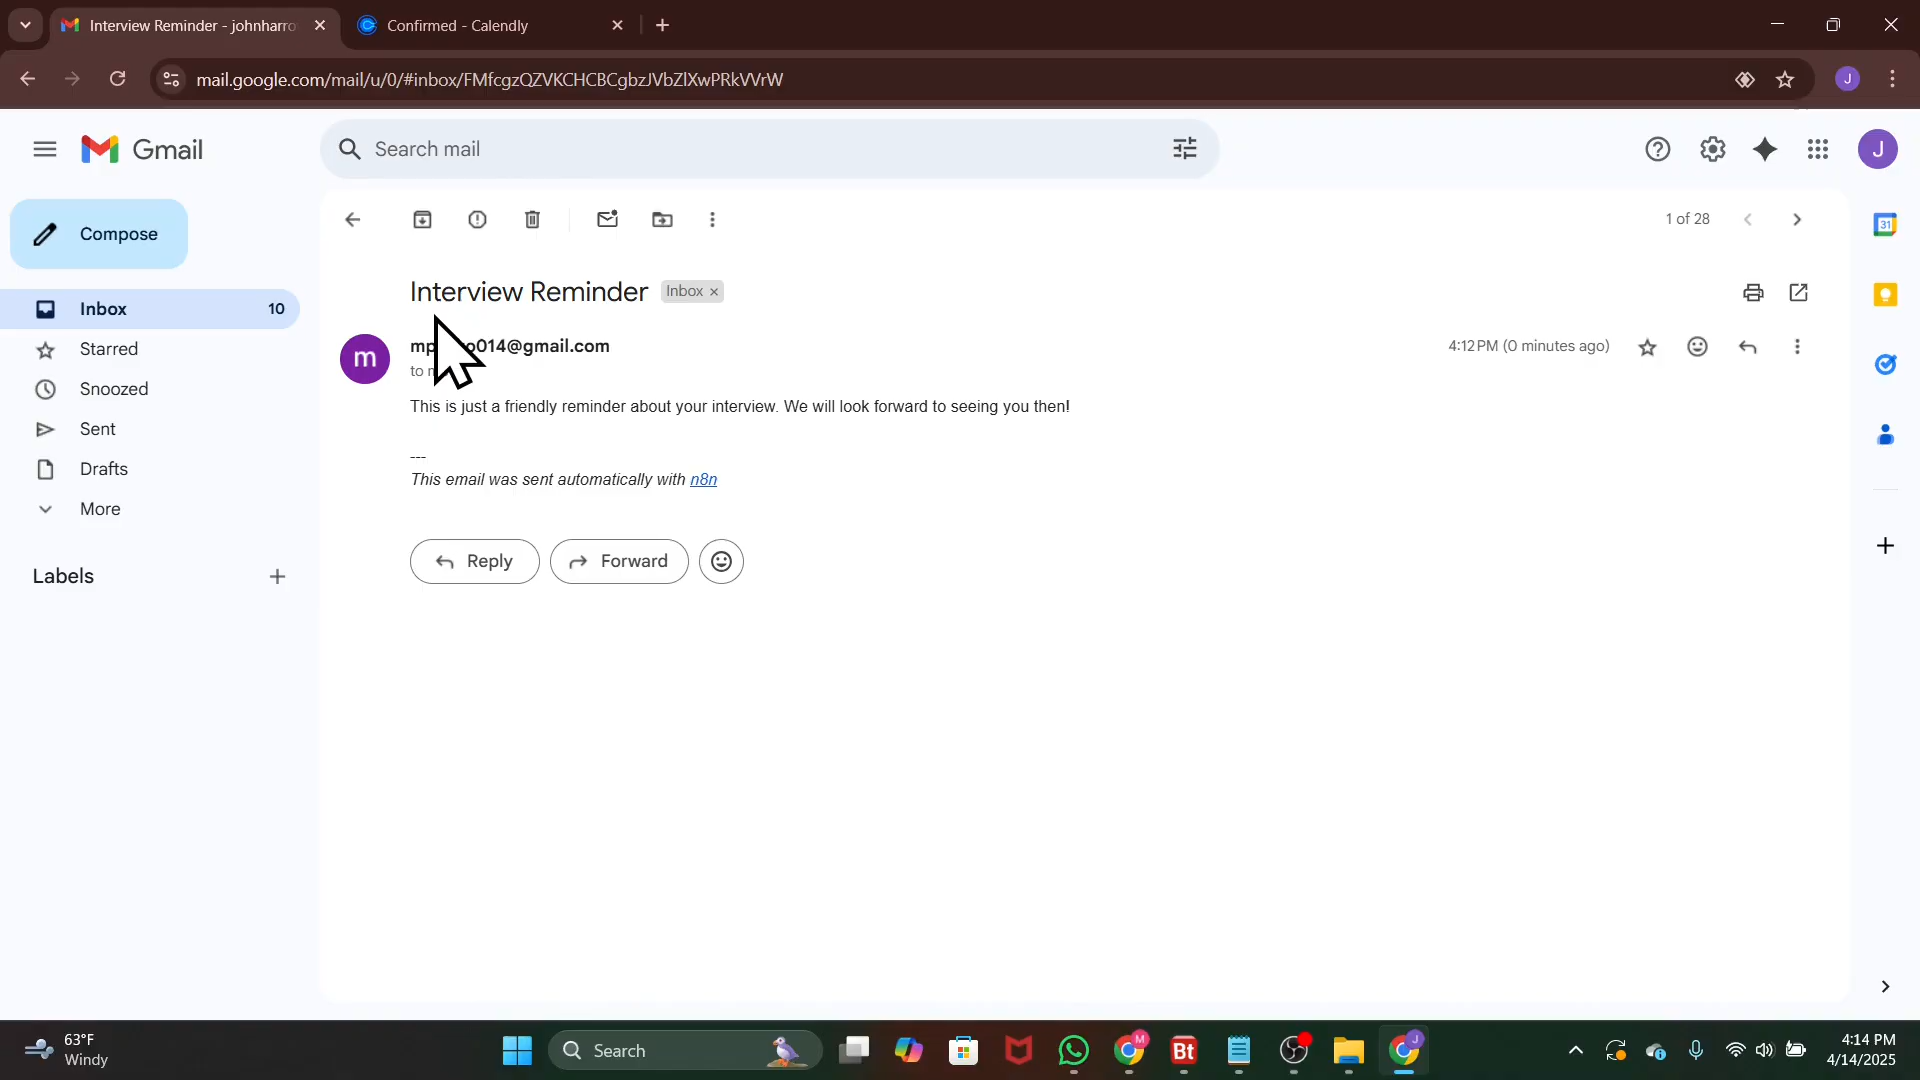 Interview Reminder - johnharro
Confirmed - Calendly
mail.google.com/mail/u/0/#inbox/FMfcgzQZVKCHCBCgbzJVbZlXwPRkVVrW
J
Gmail
Search mail
J
Compose
1 of 28
Inbox 10
Starred
Snoozed
Sent
Drafts
More
Labels
Interview Reminder
Inbox ×
m
014@gmail.com
4:12 PM (0 minutes ago)
to
This is just a friendly reminder about your interview. We will look forward to seeing you then!
---
This email was sent automatically with n8n
Reply
Forward
31
63°F
Windy
Search
M
Bt
J
4:14 PM
4/14/2025